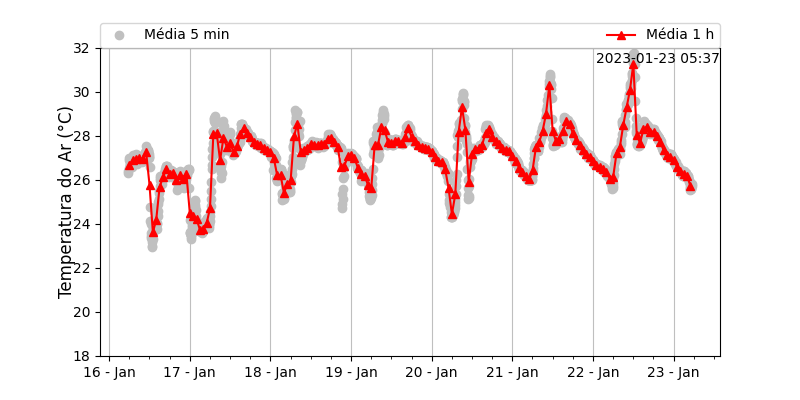 Média 5 min
Média 1 h
2023-01-23 05:37
Temperatura do Ar (°C)
32
30
28
26
24
22
20
18
16 - Jan
17 - Jan
18 - Jan
19 - Jan
20 - Jan
21 - Jan
22 - Jan
23 - Jan